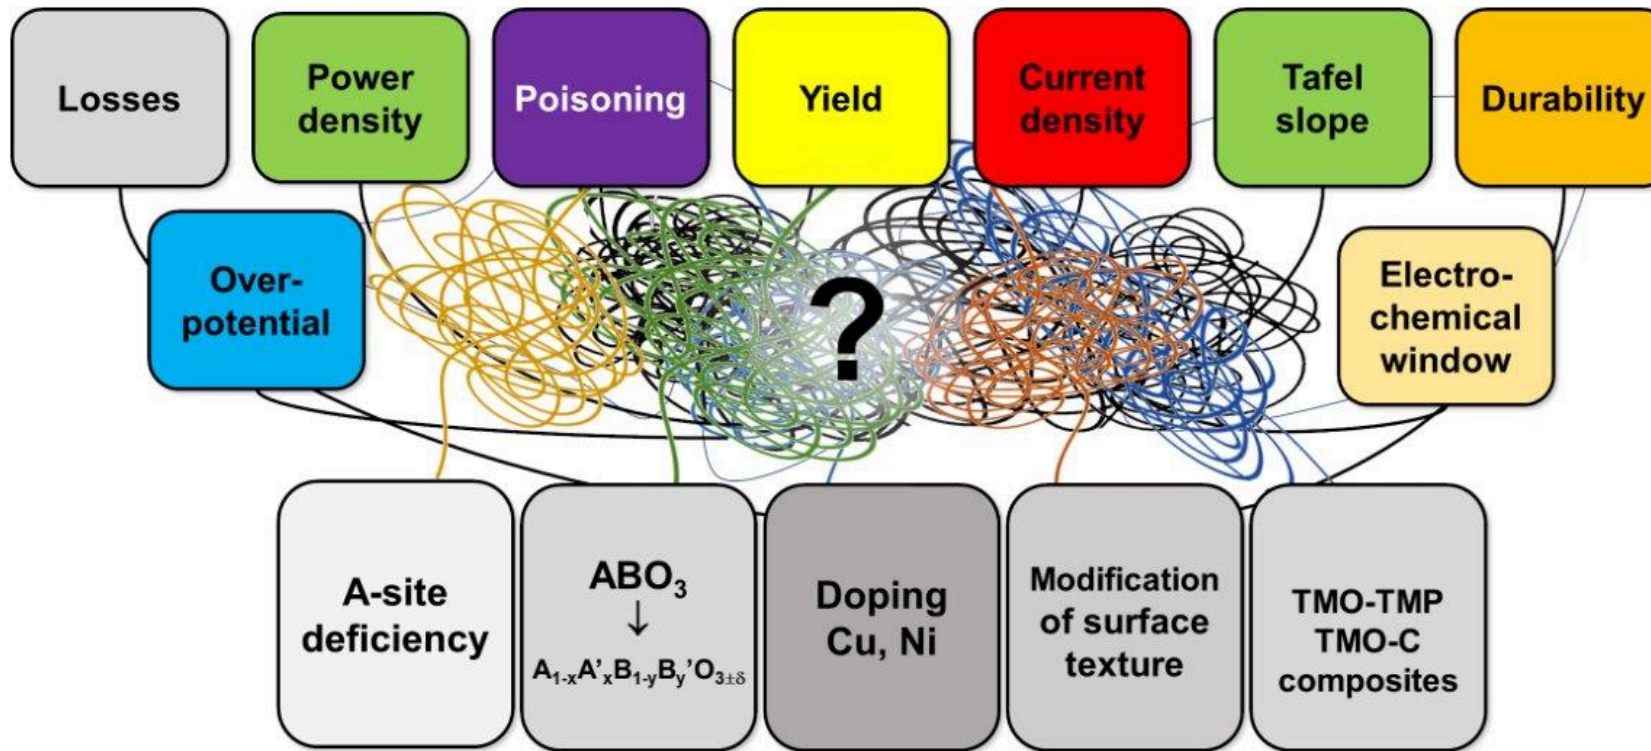 Losses
Power
density
Poisoning
Yield
Current
density
Tafel
slope
Durability
Over-
potential
?
Electro-
chemical
window
A-site
deficiency
ABO₃
↓
A₁₋ₓA’ₓB₁₋yBy’O₃±δ
Doping
Cu, Ni
Modification
of surface
texture
TMO-TMP
TMO-C
composites